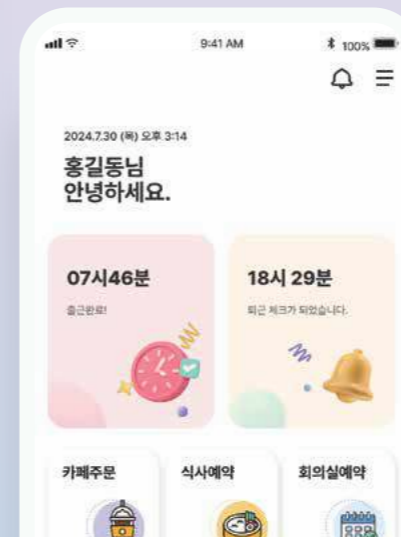 9:41 AM
100%
2024.7.30 (목) 오후 3:14
홍길동님
안녕하세요.
07시46분
18시 29분
출근완료!
퇴근 체크가 되었습니다.
카페주문
식사예약
회의실예약